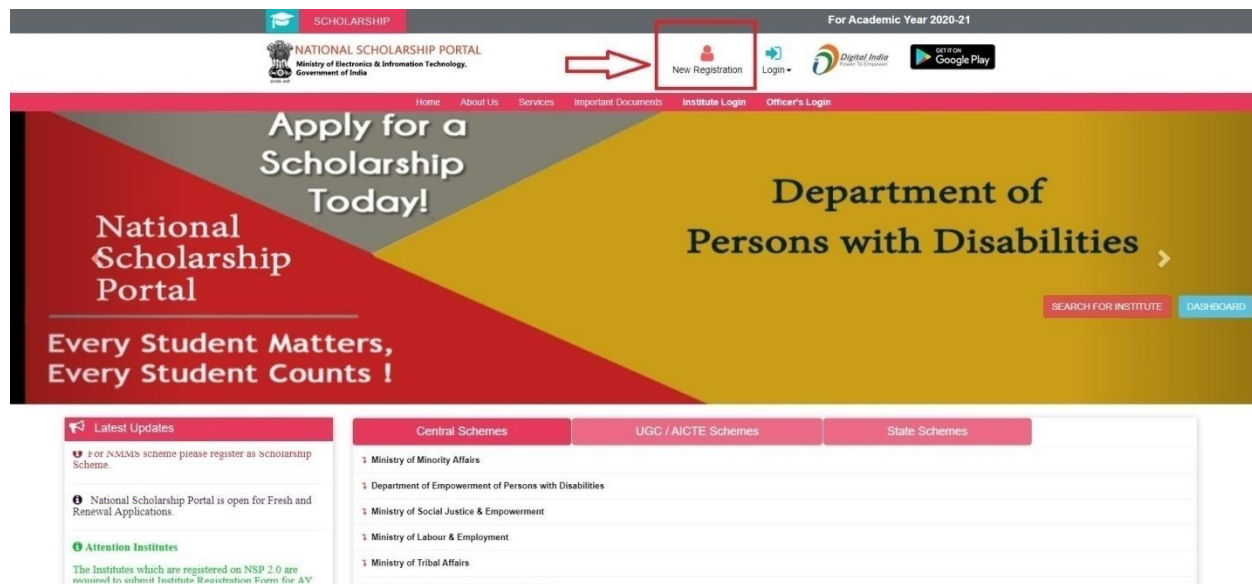 SCHOLARSHIP
For Academic Year 2020-21
NATIONAL SCHOLARSHIP PORTAL
Ministry of Electronics & Infromation Technology,
Government of India
New Registration
Login
Digital India
Power To Empower
GET IT ON
Google Play
Home About Us Services Important Documents Institute Login Officer's Login
Apply for a
Scholarship
Today!
National
Scholarship
Portal
Every Student Matters,
Every Student Counts !
Department of
Persons with Disabilities
SEARCH FOR INSTITUTE DASHBOARD
Latest Updates
For NMMS scheme please register as Scholarship
Scheme.
National Scholarship Portal is open for Fresh and
Renewal Applications.
Attention Institutes
The Institutes which are registered on NSP 2.0 are
required to submit Institute Registration Form for AY
Central Schemes UGC / AICTE Schemes State Schemes
Ministry of Minority Affairs
Department of Empowerment of Persons with Disabilities
Ministry of Social Justice & Empowerment
Ministry of Labour & Employment
Ministry of Tribal Affairs